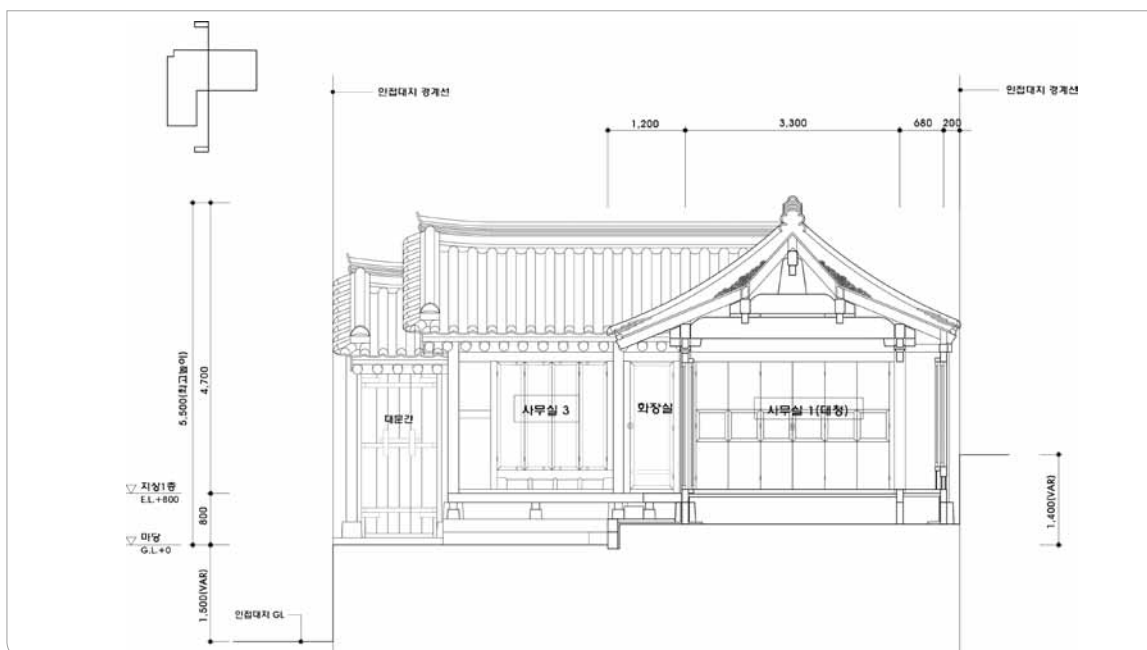 인접대지 경계선
인접대지 경계선
1,200
3,300
680
200
5,500(최고높이)
4,700
대문간
사무실 3
화장실
사무실 1(대청)
지상1층
E.L.+800
800
마당
G.L.+0
1,400(VAR)
1,500(VAR)
인접대지 GL